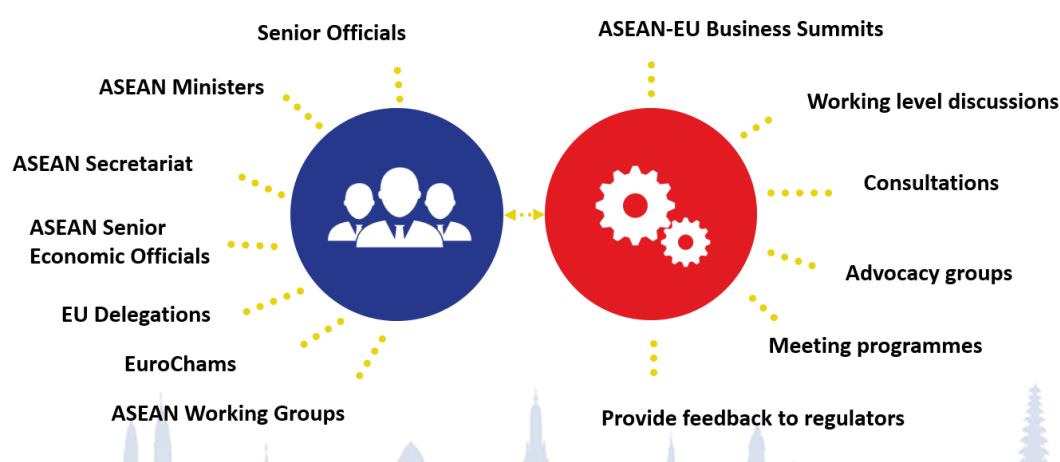 Senior Officials
ASEAN Ministers
ASEAN Secretariat
ASEAN Senior
Economic Officials
EU Delegations
EuroChams
ASEAN Working Groups
ASEAN-EU Business Summits
Working level discussions
Consultations
Advocacy groups
Meeting programmes
Provide feedback to regulators